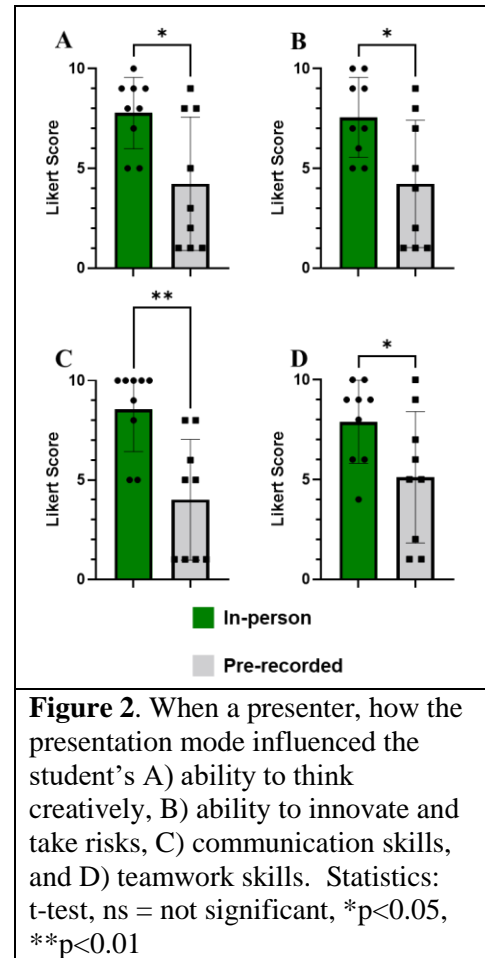 A
*
10
5
0
Likert Score
B
*
10
5
0
Likert Score
C
**
10
5
0
Likert Score
D
*
10
5
0
Likert Score
In-person
Pre-recorded
Figure 2. When a presenter, how the
presentation mode influenced the
student’s A) ability to think
creatively, B) ability to innovate and
take risks, C) communication skills,
and D) teamwork skills.  Statistics:
t-test, ns = not significant, *p<0.05,
**p<0.01